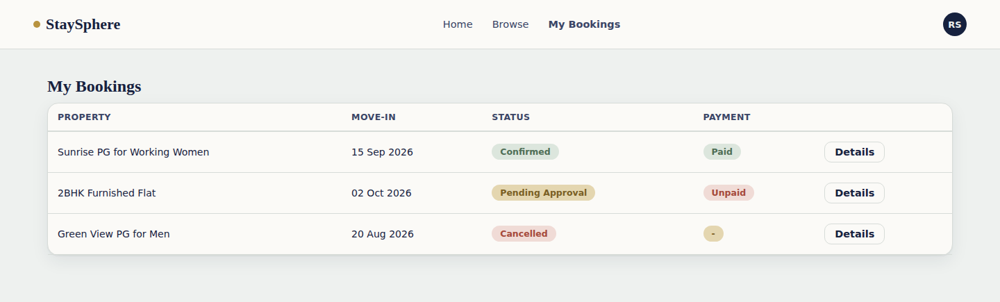 StaySphere Home Browse My Bookings RS
My Bookings
PROPERTY MOVE-IN STATUS PAYMENT
Sunrise PG for Working Women 15 Sep 2026 Confirmed Paid Details
2BHK Furnished Flat 02 Oct 2026 Pending Approval Unpaid Details
Green View PG for Men 20 Aug 2026 Cancelled - Details